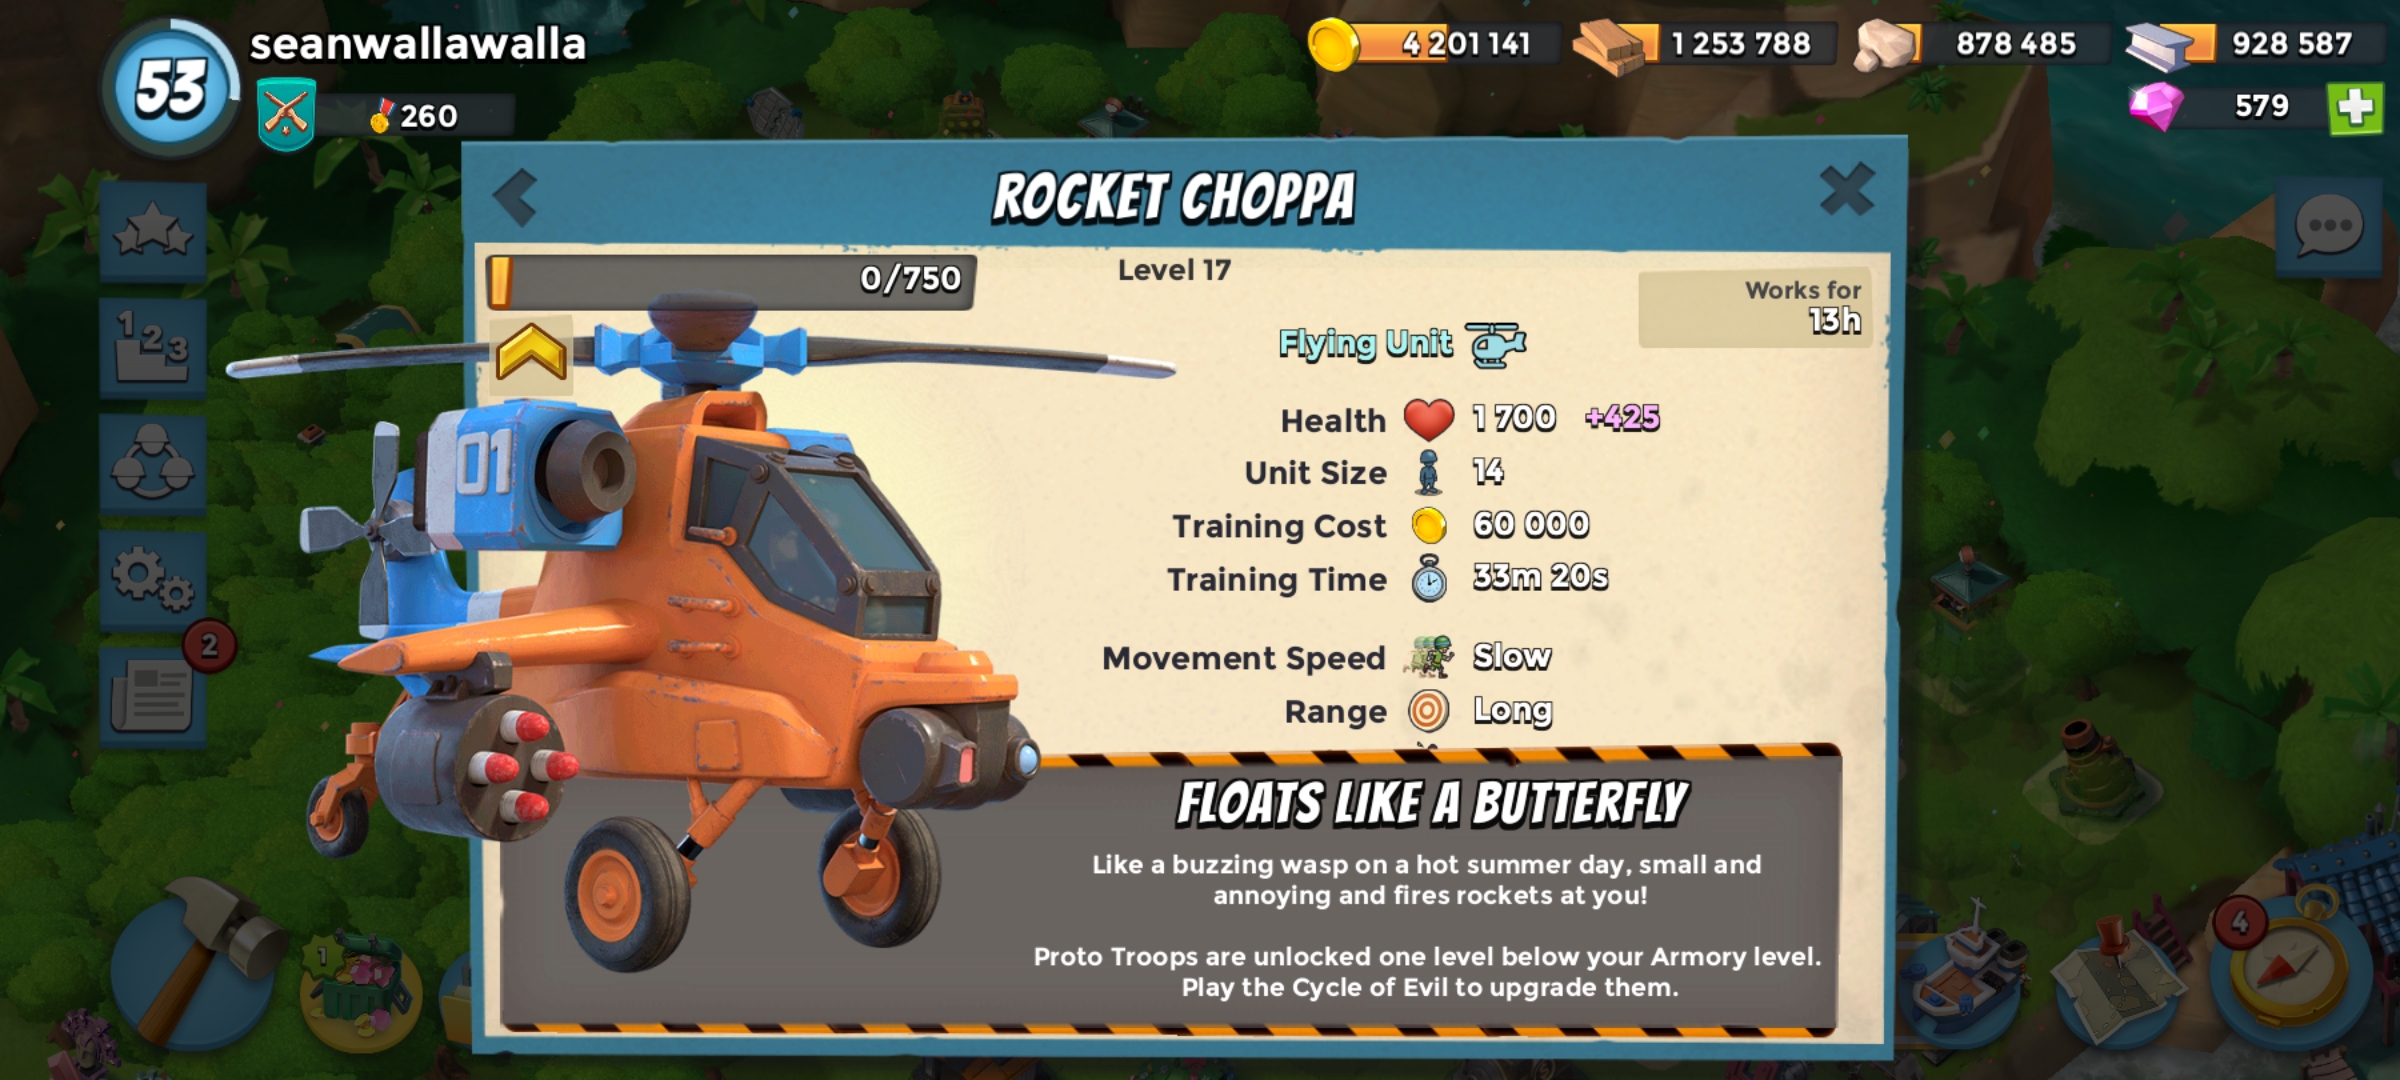 53
seanwallawalla
260
4 201 141
1 253 788
878 485
928 587
579
ROCKET CHOPPA
0/750
Level 17
Works for
13h
Flying Unit
Health 1 700 +425
Unit Size 14
Training Cost 60 000
Training Time 33m 20s
Movement Speed Slow
Range Long
01
123
2
FLOATS LIKE A BUTTERFLY
Like a buzzing wasp on a hot summer day, small and
annoying and fires rockets at you!
Proto Troops are unlocked one level below your Armory level.
Play the Cycle of Evil to upgrade them.
1
4